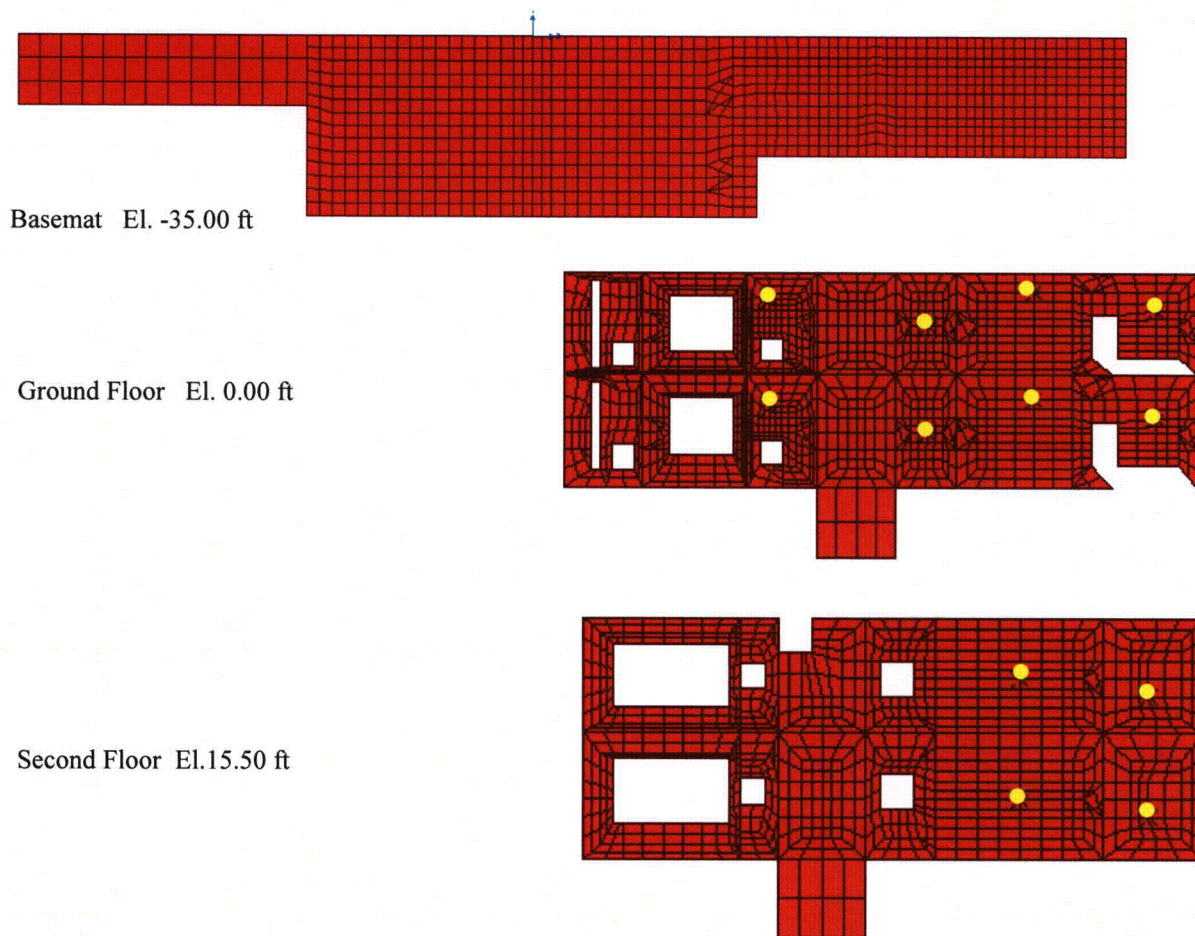 Basemat El. -35.00 ft
Ground Floor El. 0.00 ft
Second Floor El.15.50 ft